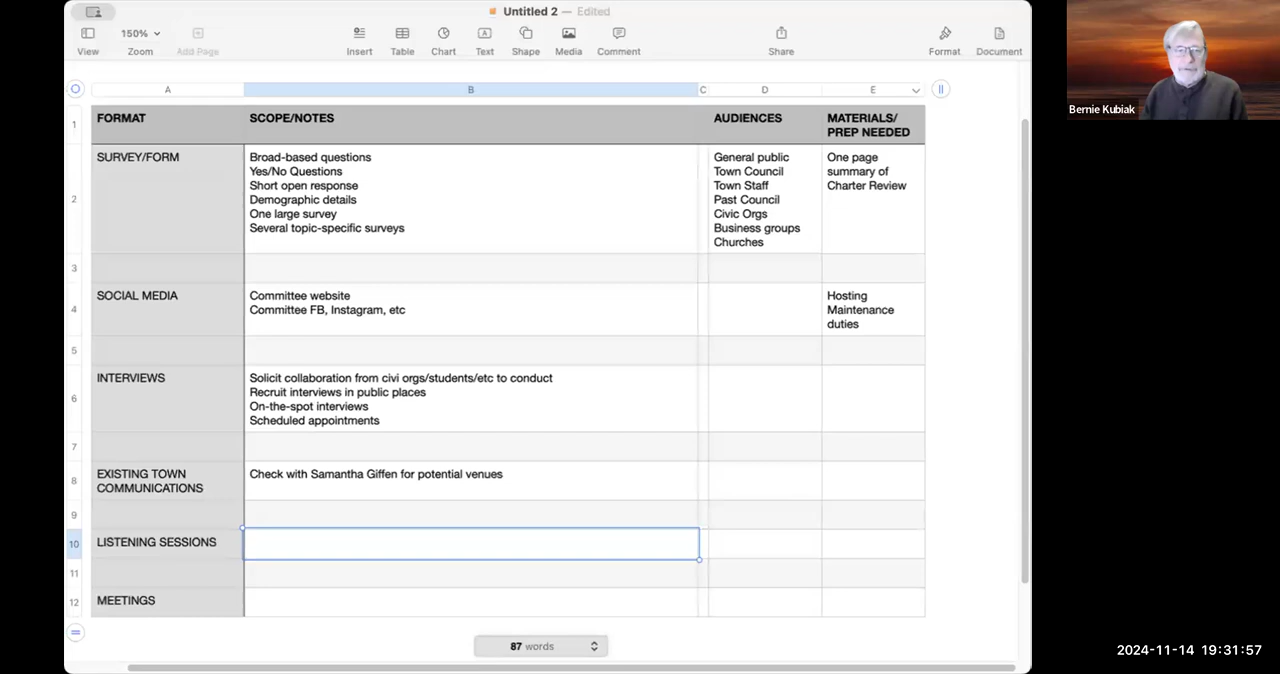 Untitled 2 — Edited
150%
View
Zoom
Add Page
Insert
Table
Chart
Text
Shape
Media
Comment
Share
Format
Document
A
B
C
D
E
1
FORMAT
SCOPE/NOTES
AUDIENCES
MATERIALS/
PREP NEEDED
2
SURVEY/FORM
Broad-based questions
Yes/No Questions
Short open response
Demographic details
One large survey
Several topic-specific surveys
General public
Town Council
Town Staff
Past Council
Civic Orgs
Business groups
Churches
One page
summary of
Charter Review
3
4
SOCIAL MEDIA
Committee website
Committee FB, Instagram, etc
Hosting
Maintenance
duties
5
6
INTERVIEWS
Solicit collaboration from civi orgs/students/etc to conduct
Recruit interviews in public places
On-the-spot interviews
Scheduled appointments
7
8
EXISTING TOWN
COMMUNICATIONS
Check with Samantha Giffen for potential venues
9
10
LISTENING SESSIONS
11
12
MEETINGS
87 words
Bernie Kubiak
2024-11-14 19:31:57